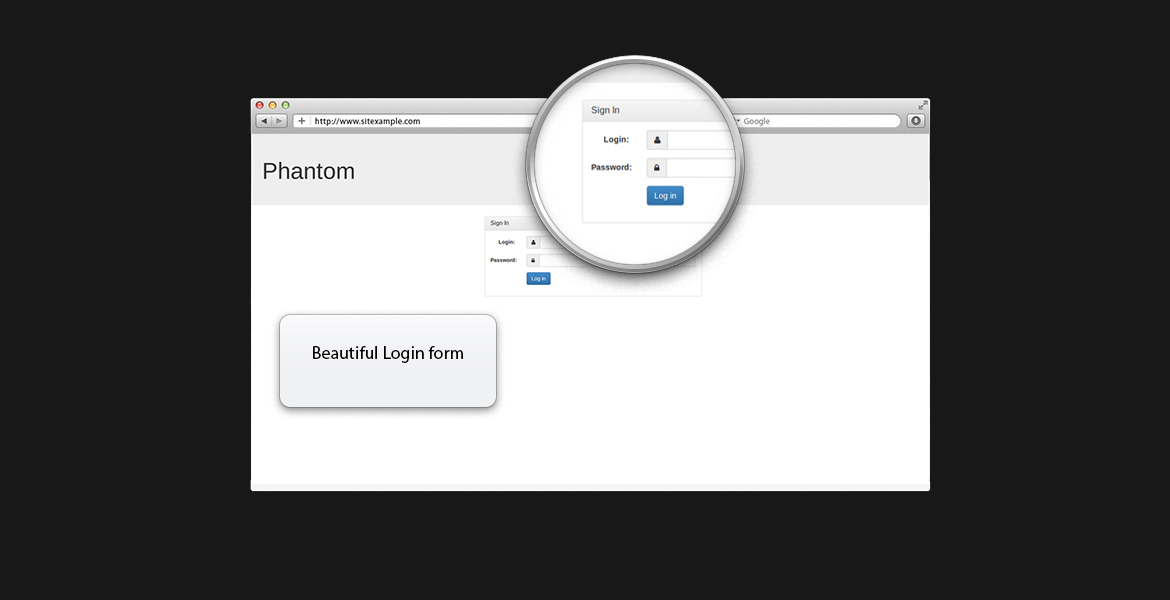 http://www.sitexample.com
Google
Phantom
Sign In
Login:
Password:
Log in
Sign In
Login:
Password:
Log in
Beautiful Login form